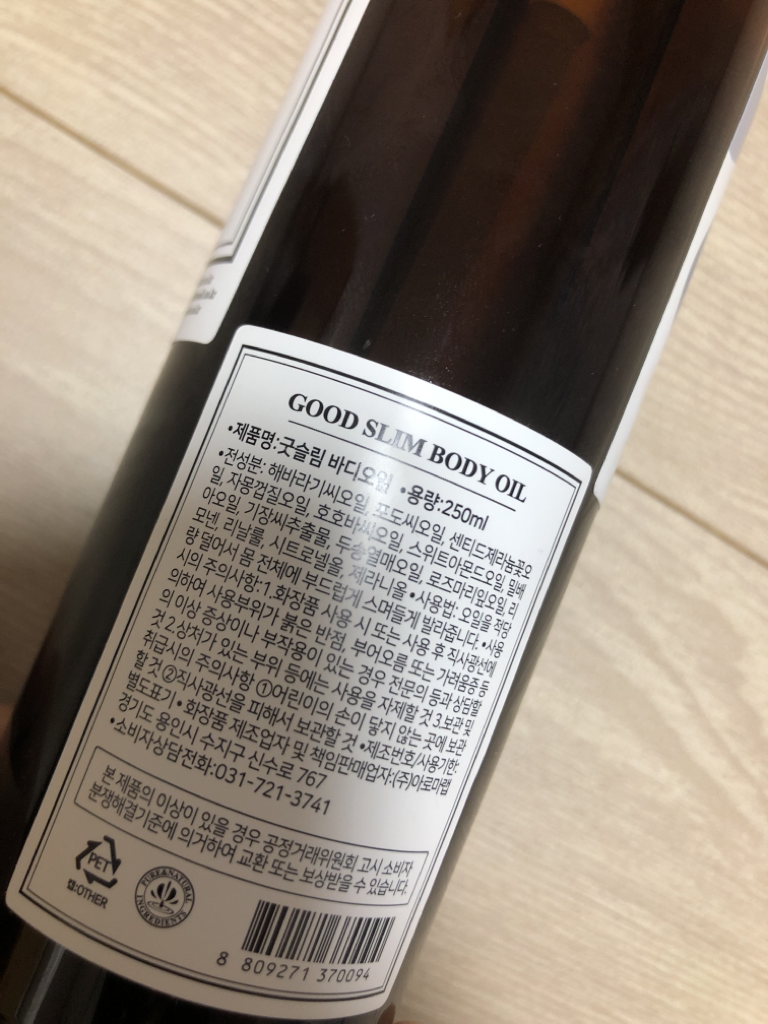 GOOD SLIM BODY OIL
•제품명:굿슬림 바디오일 •용량:250ml
•전성분: 해바라기씨오일, 포도씨오일, 센티드제라늄꽃오
일, 자몽껍질오일, 호호바씨오일, 스위트아몬드오일, 밀배
아오일, 기장씨추출물, 두송열매오일, 로즈마리잎오일, 리
모넨, 리날룰, 시트로넬올, 제라니올 •사용법: 오일을 적당
량 덜어서 몸 전체에 부드럽게 스며들게 발라줍니다. •사용
시의 주의사항:1.화장품 사용 시 또는 사용 후 직사광선에
의하여 사용부위가 붉은 반점, 부어오름 또는 가려움증 등
의 이상 증상이나 부작용이 있는 경우 전문의 등과 상담할
것 2.상처가 있는 부위 등에는 사용을 자제할 것 3.보관 및
취급시의 주의사항 ①어린이의 손이 닿지 않는 곳에 보관
할 것 ②직사광선을 피해서 보관할 것 •제조번호/사용기한:
별도표기 •화장품 제조업자 및 책임판매업자:(주)아로마랩
경기도 용인시 수지구 신수로 767
•소비자상담전화:031-721-3741
본 제품의 이상이 있을 경우 공정거래위원회 고시 소비자
분쟁해결기준에 의거하여 교환 또는 보상받을 수 있습니다.
PET
캡:OTHER
PURE&NATURAL
INGREDIENTS
8 809271 370094